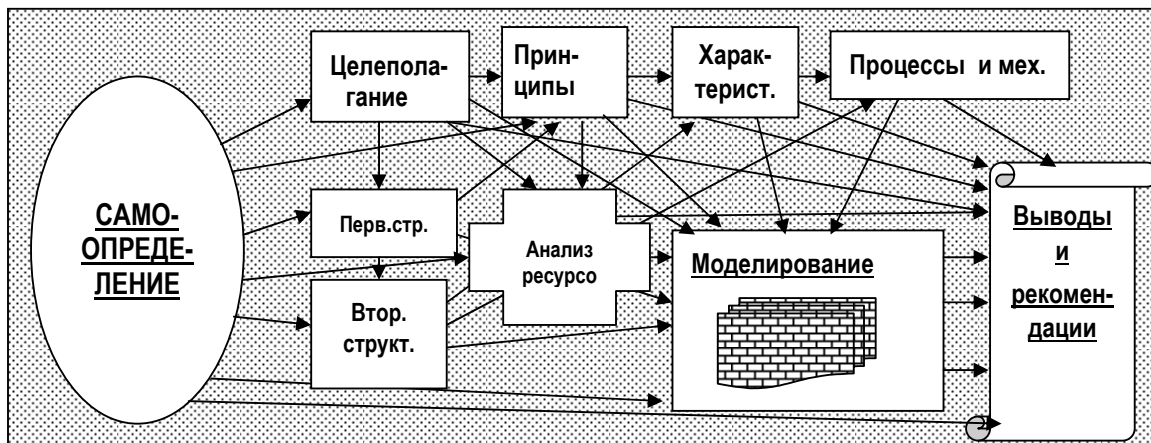 Целепола-
гание
Прин-
ципы
Харак-
терист.
Процессы и мех.
САМО-
ОПРЕДЕ-
ЛЕНИЕ
Перв.стр.
Анализ
ресурсо
Втор.
структ.
Моделирование
Выводы
и
рекомен-
дации